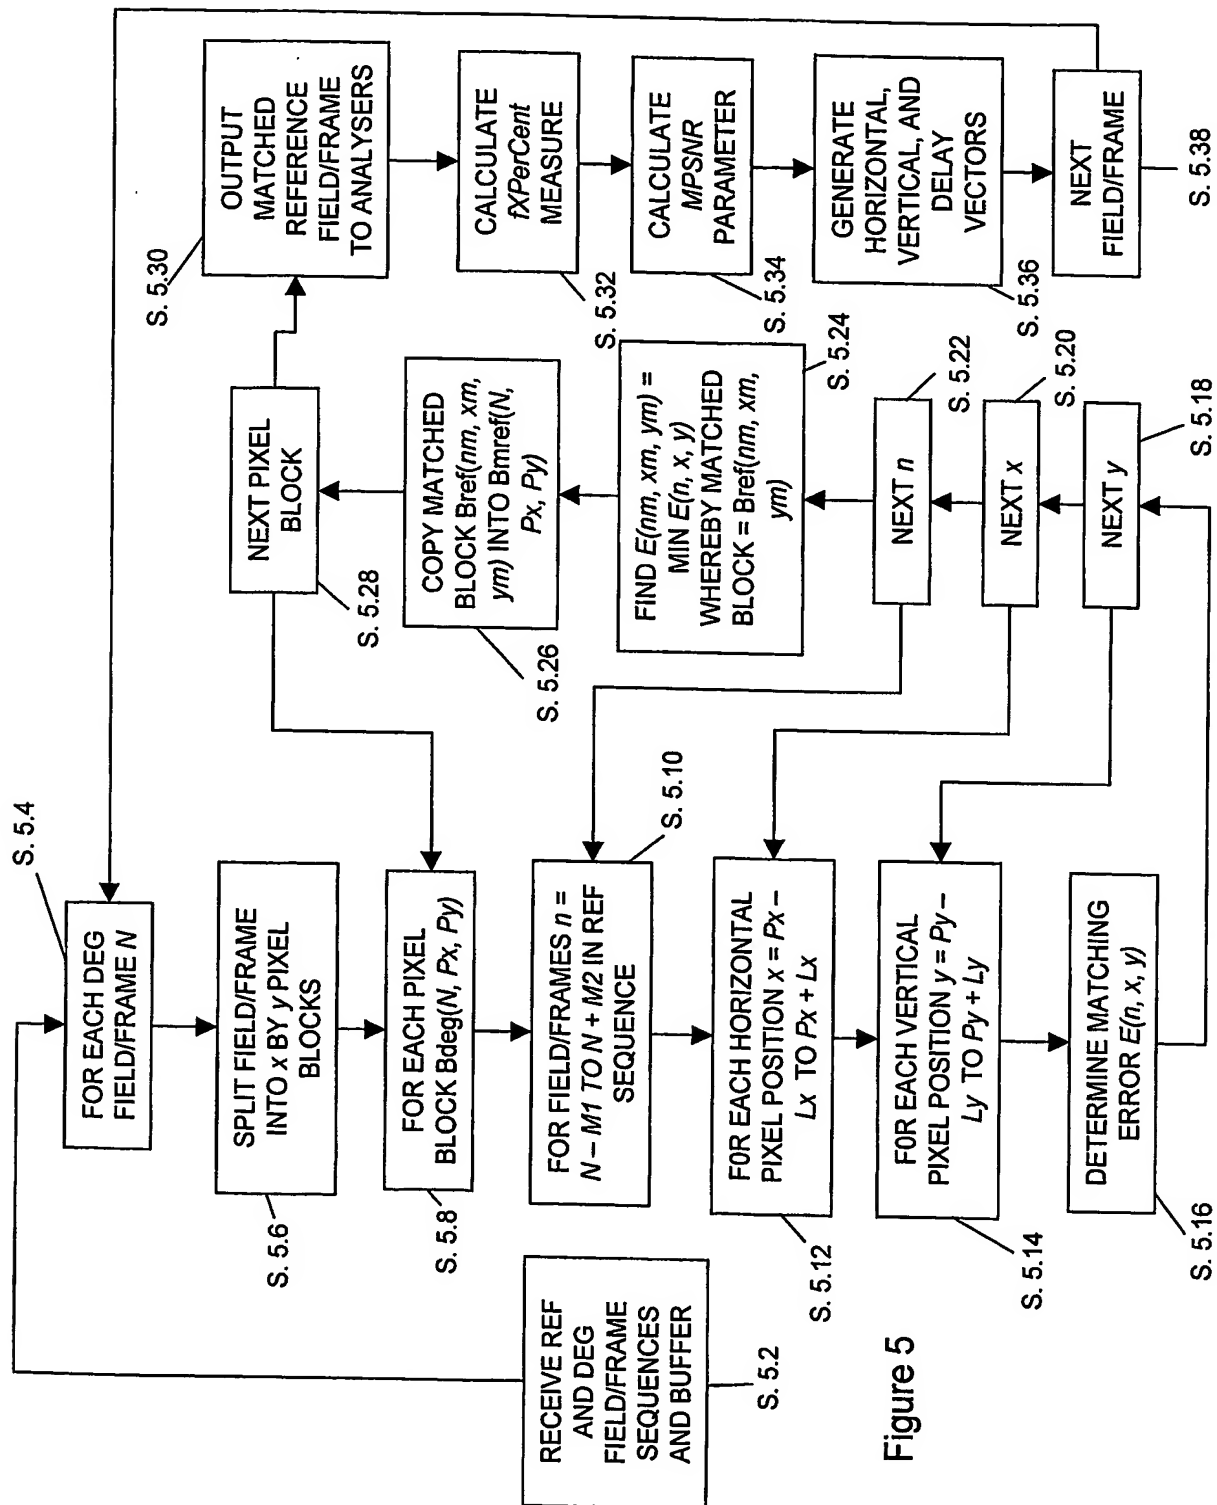 RECEIVE REF
AND DEG
FIELD/FRAME
SEQUENCES
AND BUFFER
S. 5.2
FOR EACH DEG
FIELD/FRAME N
S. 5.4
SPLIT FIELD/FRAME
INTO x BY y PIXEL
BLOCKS
S. 5.6
FOR EACH PIXEL
BLOCK Bdeg(N, Px, Py)
S. 5.8
FOR FIELD/FRAMES n =
N – M1 TO N + M2 IN REF
SEQUENCE
S. 5.10
FOR EACH HORIZONTAL
PIXEL POSITION x = Px –
Lx TO Px + Lx
S. 5.12
FOR EACH VERTICAL
PIXEL POSITION y = Py –
Ly TO Py + Ly
S. 5.14
DETERMINE MATCHING
ERROR E(n, x, y)
S. 5.16
NEXT y
S. 5.18
NEXT x
S. 5.20
NEXT n
S. 5.22
FIND E(nm, xm, ym) =
MIN E(n, x, y)
WHEREBY MATCHED
BLOCK = Bref(nm, xm,
ym)
S. 5.24
COPY MATCHED
BLOCK Bref(nm, xm,
ym) INTO Bmref(N,
Px, Py)
S. 5.26
NEXT PIXEL
BLOCK
S. 5.28
OUTPUT
MATCHED
REFERENCE
FIELD/FRAME
TO ANALYSERS
S. 5.30
CALCULATE
fXPerCent
MEASURE
S. 5.32
CALCULATE
MPSNR
PARAMETER
S. 5.34
GENERATE
HORIZONTAL,
VERTICAL, AND
DELAY
VECTORS
S. 5.36
NEXT
FIELD/FRAME
S. 5.38
Figure 5